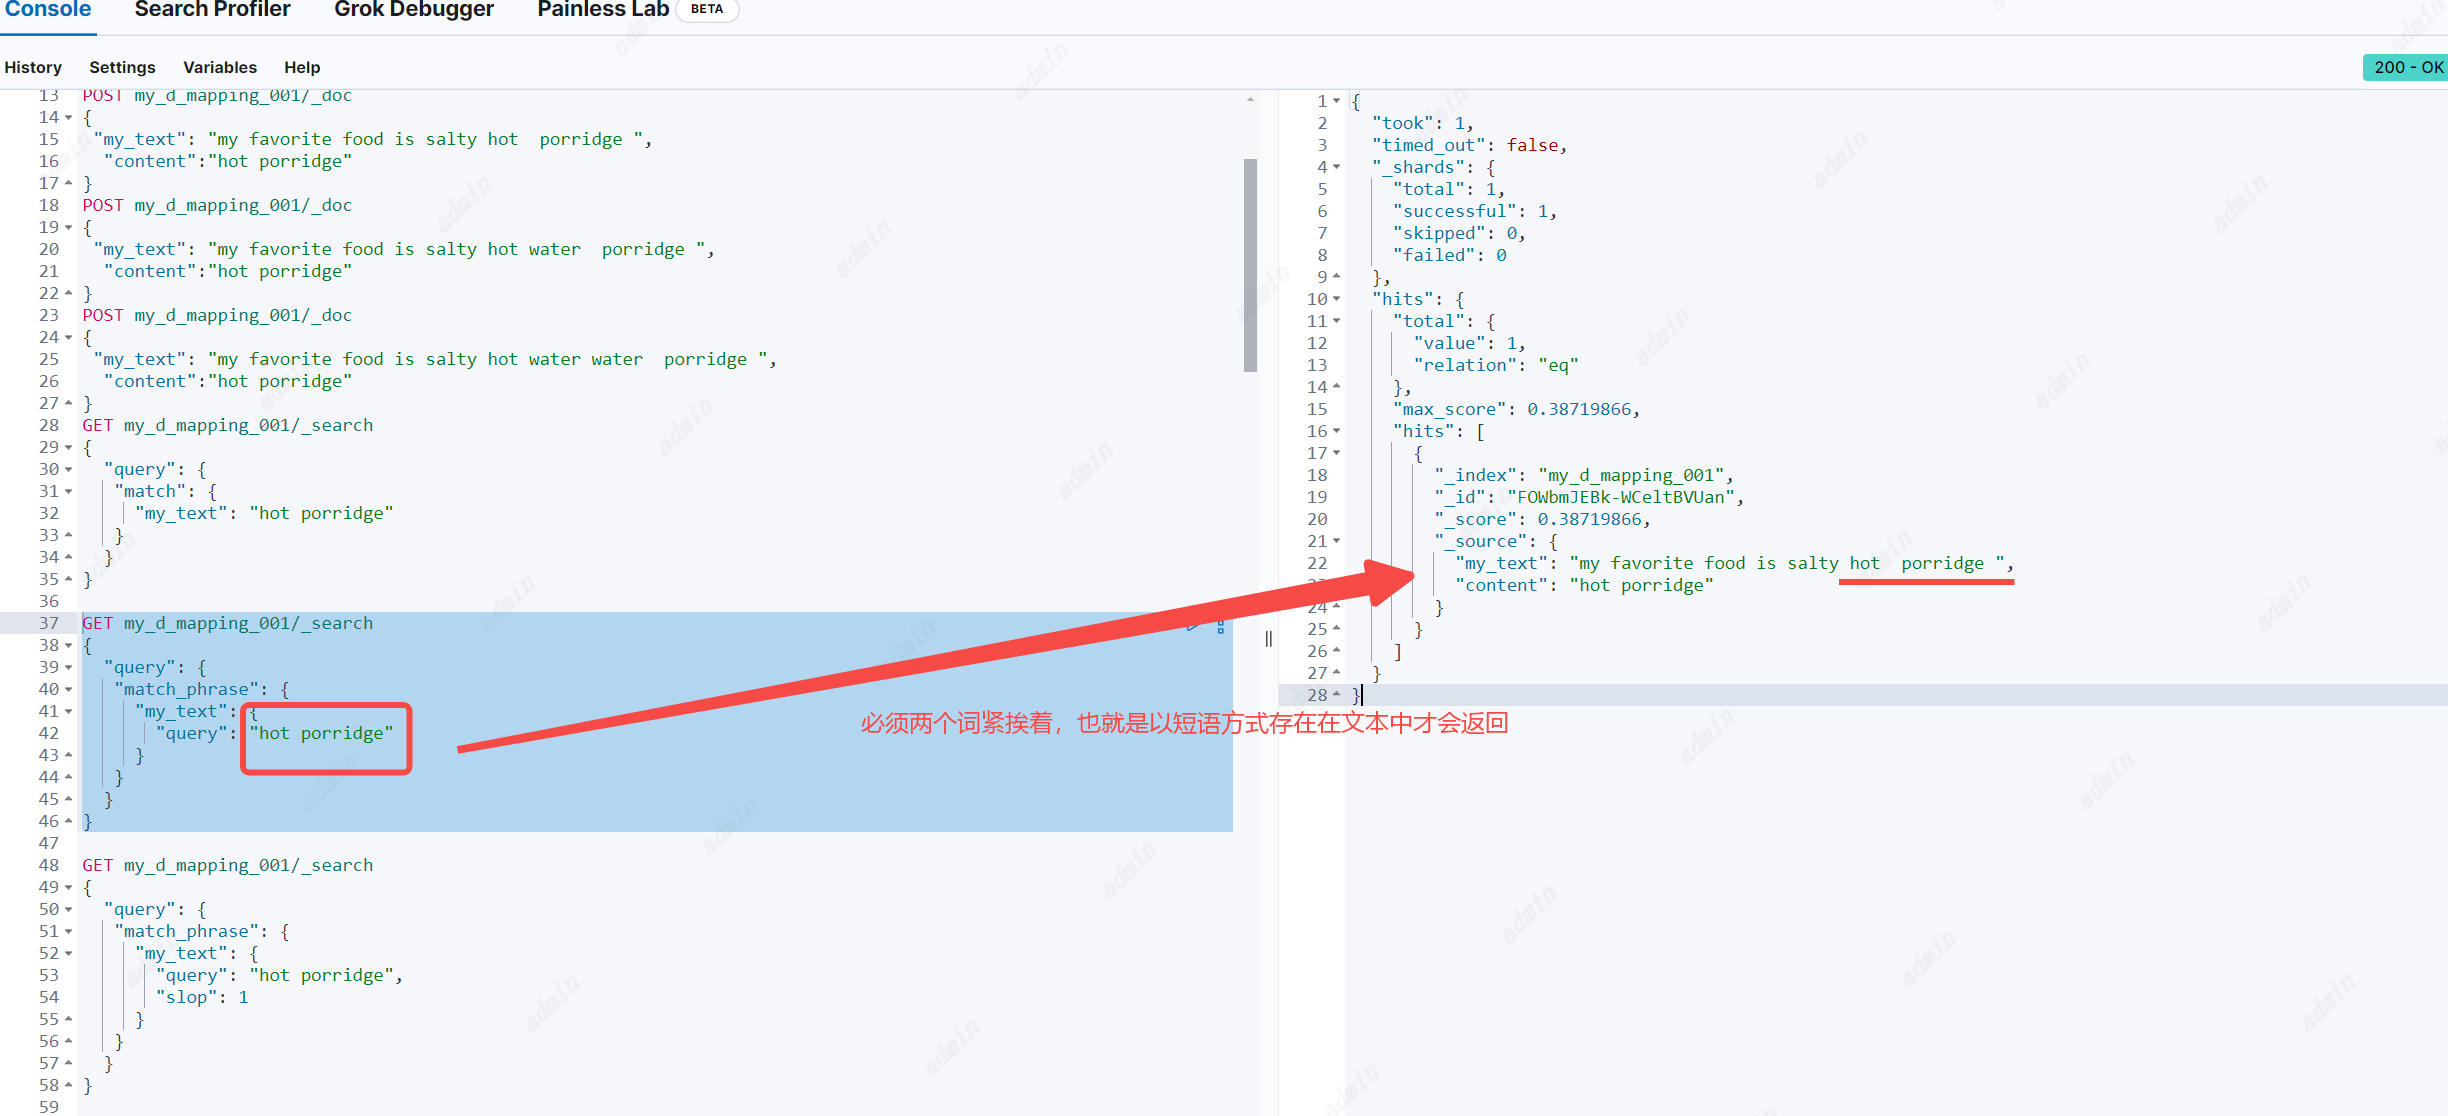 Console Search Profiler Grok Debugger Painless Lab BETA
History Settings Variables Help
200 - OK
13 POST my_d_mapping_001/_doc
14 {
15 "my_text": "my favorite food is salty hot  porridge ",
16 "content":"hot porridge"
17 }
18 POST my_d_mapping_001/_doc
19 {
20 "my_text": "my favorite food is salty hot water  porridge ",
21 "content":"hot porridge"
22 }
23 POST my_d_mapping_001/_doc
24 {
25 "my_text": "my favorite food is salty hot water water  porridge ",
26 "content":"hot porridge"
27 }
28 GET my_d_mapping_001/_search
29 {
30 "query": {
31 "match": {
32 "my_text": "hot porridge"
33 }
34 }
35 }
36
37 GET my_d_mapping_001/_search
38 {
39 "query": {
40 "match_phrase": {
41 "my_text": {
42 "query": "hot porridge"
43 }
44 }
45 }
46 }
47
48 GET my_d_mapping_001/_search
49 {
50 "query": {
51 "match_phrase": {
52 "my_text": {
53 "query": "hot porridge",
54 "slop": 1
55 }
56 }
57 }
58 }
59
1 {
2 "took": 1,
3 "timed_out": false,
4 "_shards": {
5 "total": 1,
6 "successful": 1,
7 "skipped": 0,
8 "failed": 0
9 },
10 "hits": {
11 "total": {
12 "value": 1,
13 "relation": "eq"
14 },
15 "max_score": 0.38719866,
16 "hits": [
17 {
18 "_index": "my_d_mapping_001",
19 "_id": "FOWbmJEBk-WCeltBVUan",
20 "_score": 0.38719866,
21 "_source": {
22 "my_text": "my favorite food is salty hot  porridge ",
23 "content": "hot porridge"
24 }
25 }
26 ]
27 }
28 }
必须两个词紧挨着，也就是以短语方式存在在文本中才会返回